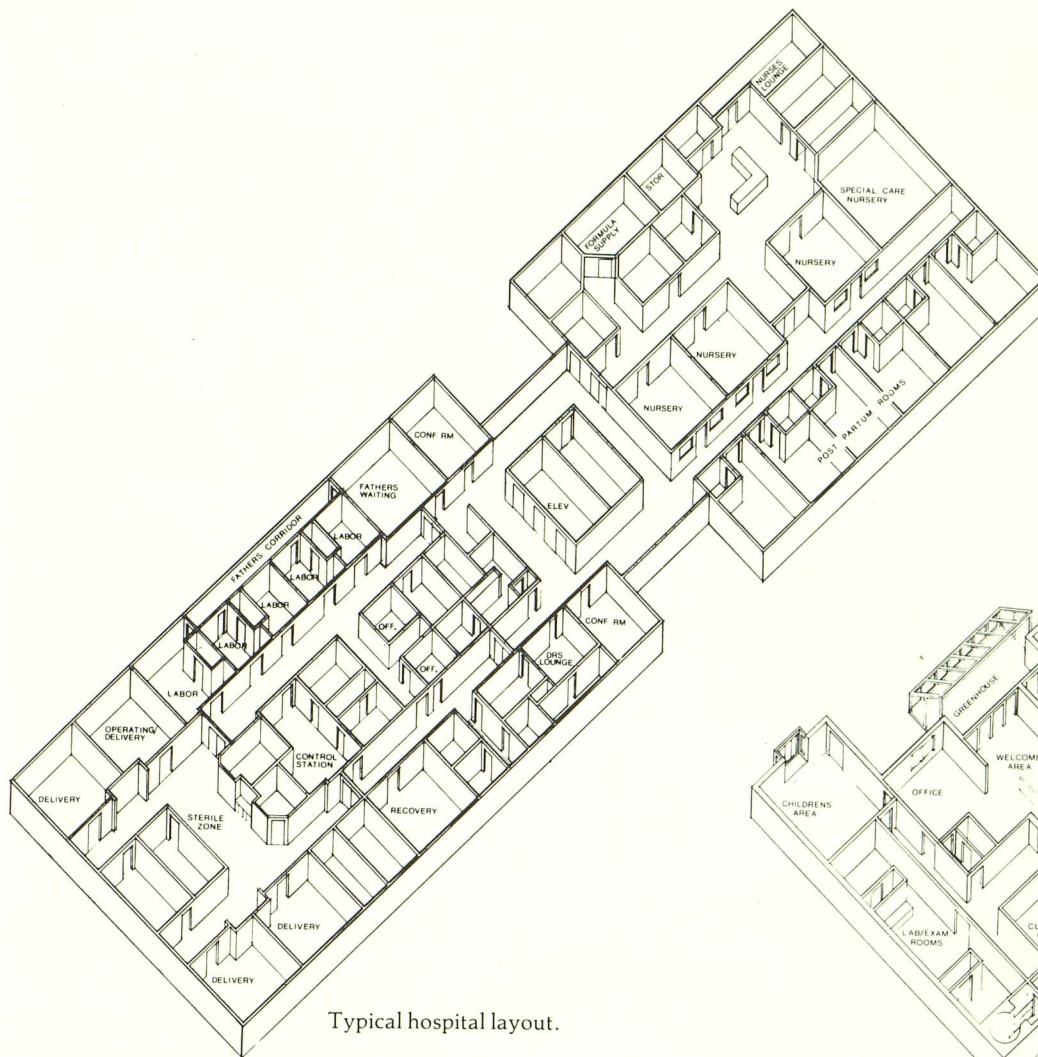 NURSES
LOUNGE
STOR
FORMULA
SUPPLY
SPECIAL CARE
NURSERY
NURSERY
NURSERY
NURSERY
POST PARTUM ROOMS
CONF RM
FATHERS
WAITING
ELEV
FATHERS CORRIDOR
LABOR
LABOR
LABOR
LABOR
LABOR
OFF.
OFF.
CONF RM
DRS
LOUNGE
OPERATING/
DELIVERY
CONTROL
STATION
DELIVERY
STERILE
ZONE
RECOVERY
DELIVERY
DELIVERY
GREENHOUSE
WELCOME
AREA
OFFICE
CHILDRENS
AREA
LAB/EXAM
ROOMS
Typical hospital layout.